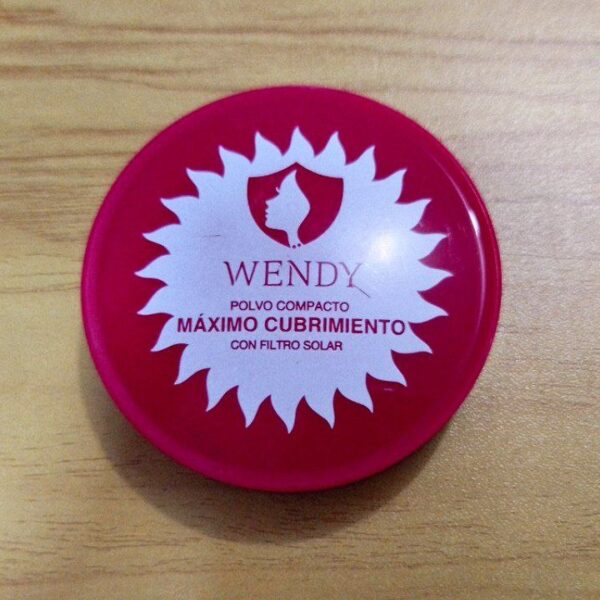 WENDY
POLVO COMPACTO
MÁXIMO CUBRIMIENTO
CON FILTRO SOLAR